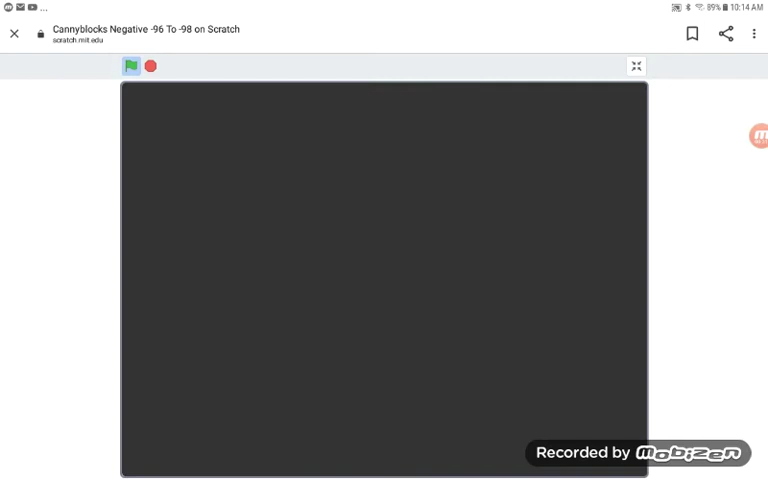 ... 89% 10:14 AM
Cannyblocks Negative -96 To -98 on Scratch
scratch.mit.edu
Recorded by mobizen